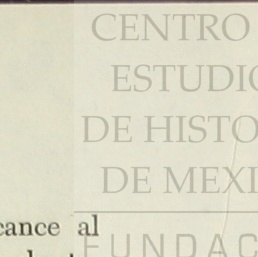 CENTRO
ESTUDIO
DE HISTO
DE MEXI
cance al
FUNDAC